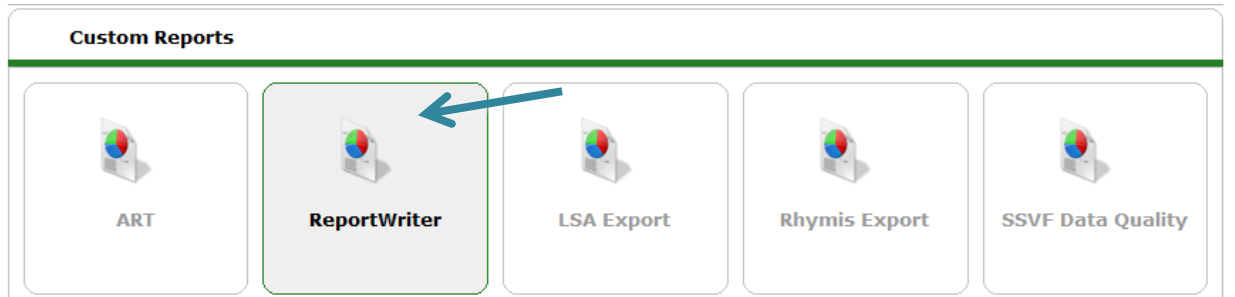 Custom Reports
ART
ReportWriter
LSA Export
Rhymis Export
SSVF Data Quality